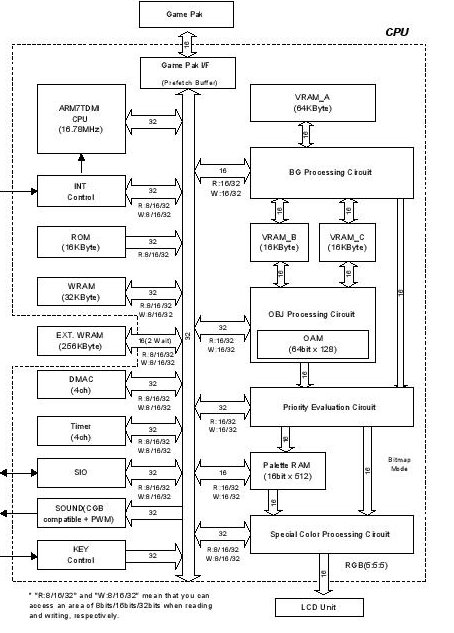 Game Pak
CPU
16
Game Pak I/F
(Prefetch Buffer)
ARM7TDMI
CPU
(16.78MHz)
32
VRAM_A
(64KByte)
16
INT
Control
32
R:8/16/32
W:8/16/32
16
R:16/32
W:16/32
BG Processing Circuit
16
16
ROM
(16KByte)
32
R:8/16/32
VRAM_B
(16KByte)
VRAM_C
(16KByte)
16
16
16
WRAM
(32KByte)
32
R:8/16/32
W:8/16/32
OBJ Processing Circuit
32
R:16/32
W:16/32
OAM
(64bit x 128)
EXT. WRAM
(256KByte)
16(2 Wait)
R:8/16/32
W:8/16/32
32
16
DMAC
(4ch)
32
R:8/16/32
W:8/16/32
32
R:16/32
W:16/32
Priority Evaluation Circuit
Timer
(4ch)
32
R:8/16/32
W:8/16/32
16
16
Bitmap
Mode
SIO
32
R:8/16/32
W:8/16/32
16
R:16/32
W:16/32
Palette RAM
(16bit x 512)
16
SOUND(CGB
compatible + PWM)
32
R:8/16/32
W:8/16/32
32
R:8/16/32
W:8/16/32
Special Color Processing Circuit
KEY
Control
32
16
RGB(5:5:5)
LCD Unit
* "R:8/16/32" and "W:8/16/32" mean that you can
access an area of 8bits/16bits/32bits when reading
and writing, respectively.